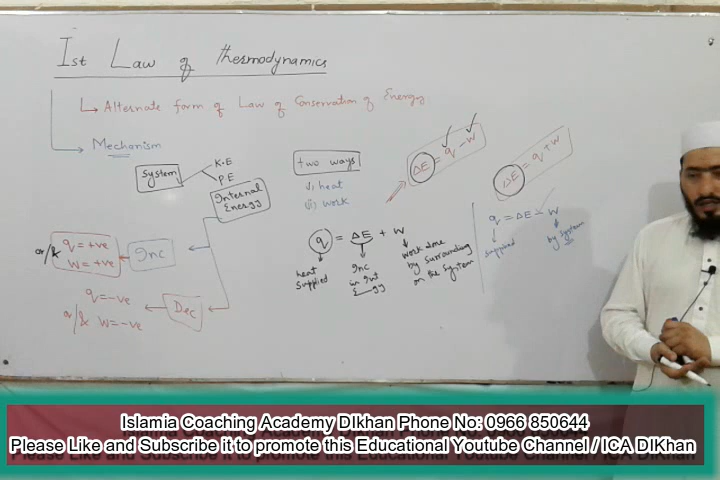 Ist Law of thermodynamics
↳ Alternate form of Law of Conservation of Energy
Mechanism
System
K.E
P.E
Internal
Energy
two ways
i, heat
ii, work
ΔE = q - w
ΔE = q + w
or/& q = +ve
w = +ve
Inc
q = -ve
or/& w = -ve
Dec
q = ΔE + w
heat
supplied
Inc
in Int
Energy
work done
by surrounding
on the system
q = ΔE - w
supplied
by system
Islamia Coaching Academy DIkhan Phone No: 0966 850644
Please Like and Subscribe it to promote this Educational Youtube Channel / ICA DIKhan